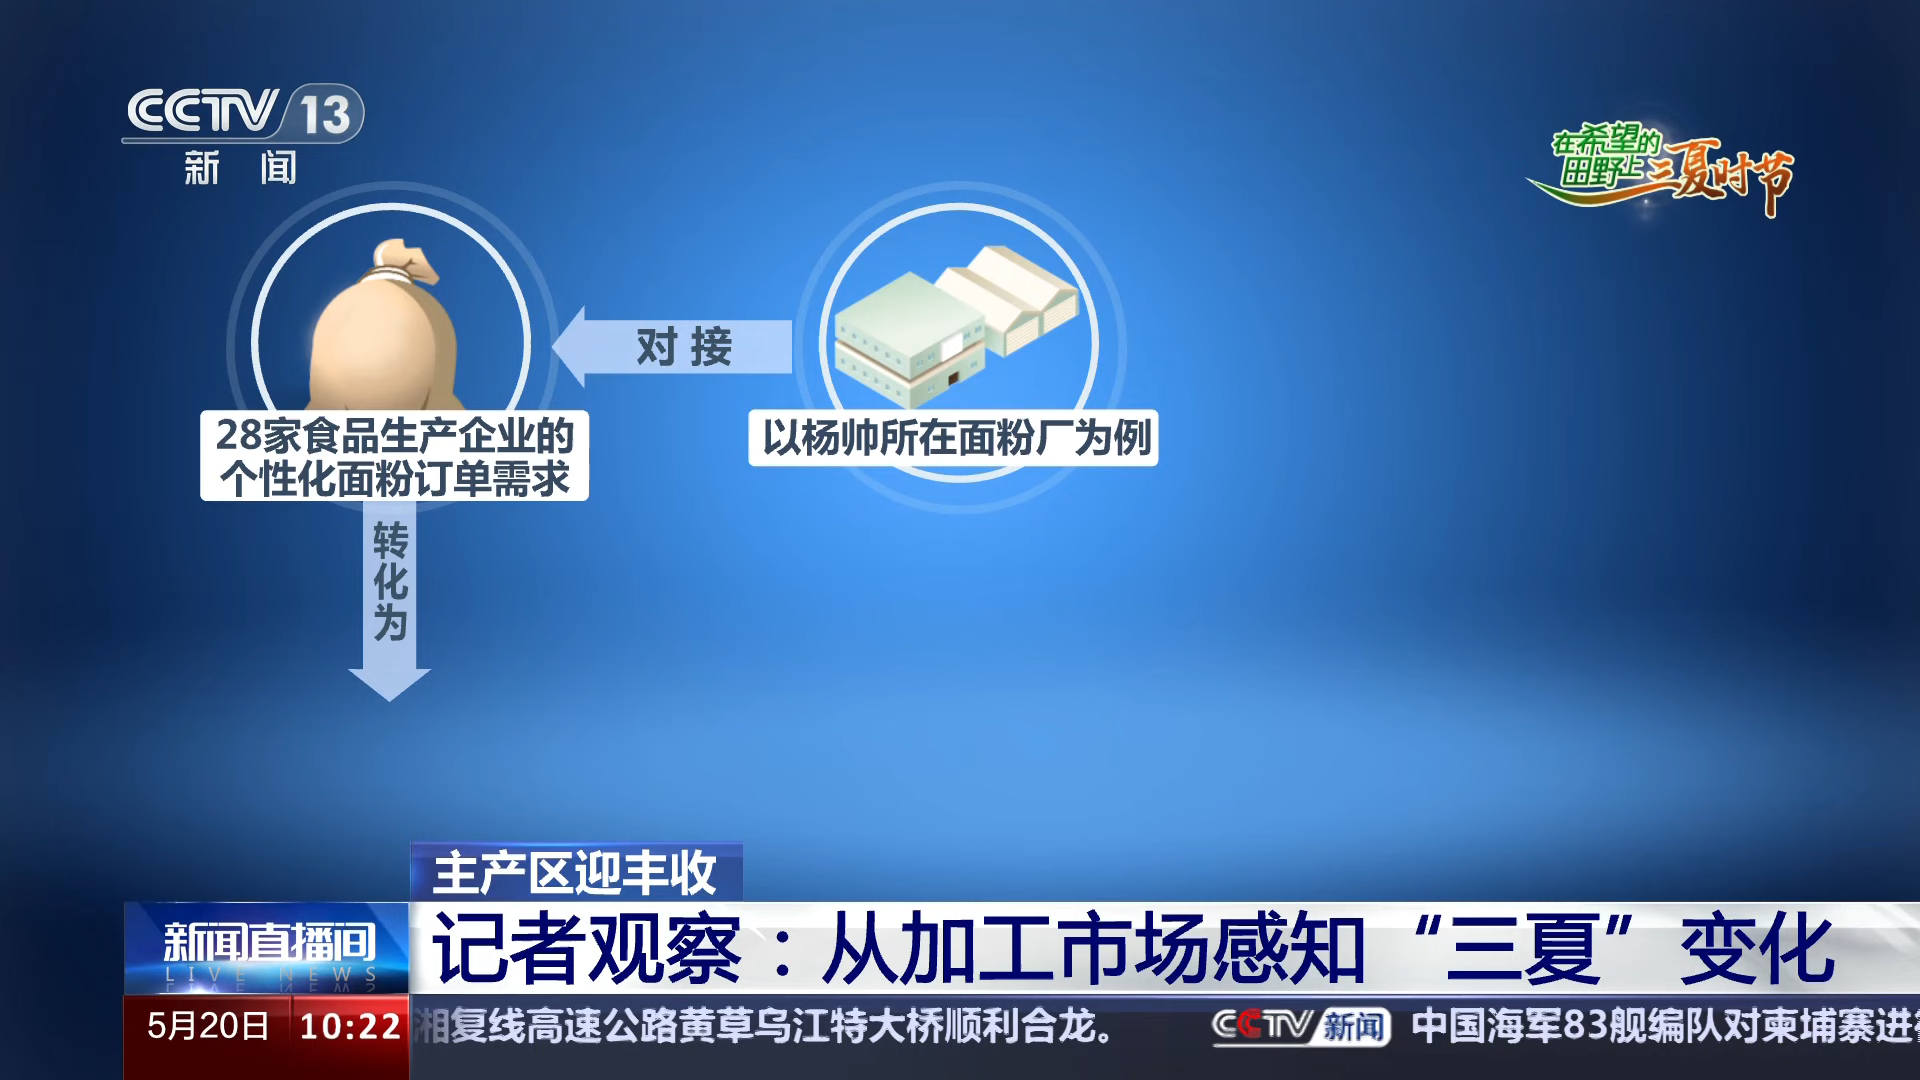 CCTV 13
新闻
在希望的
田野上 三夏时节
对接
28家食品生产企业的
个性化面粉订单需求
以杨帅所在面粉厂为例
转化为
主产区迎丰收
新闻直播间
LIVE NEWS
记者观察：从加工市场感知“三夏”变化
5月20日 10:22
湘复线高速公路黄草乌江特大桥顺利合龙。 CCTV新闻 中国海军83舰编队对柬埔寨进